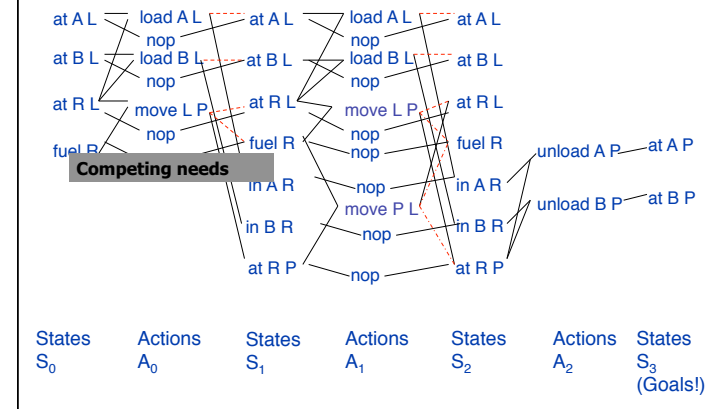 at A L load A L at A L load A L at A L
nop nop
at B L load B L at B L load B L at B L
nop nop
at R L move L P at R L move L P at R L
nop nop
fuel R fuel R nop fuel R unload A P at A P
Competing needs
in A R nop in A R
move P L unload B P at B P
in B R nop in B R
at R P nop at R P
States Actions States Actions States Actions States
S0 A0 S1 A1 S2 A2 S3
(Goals!)